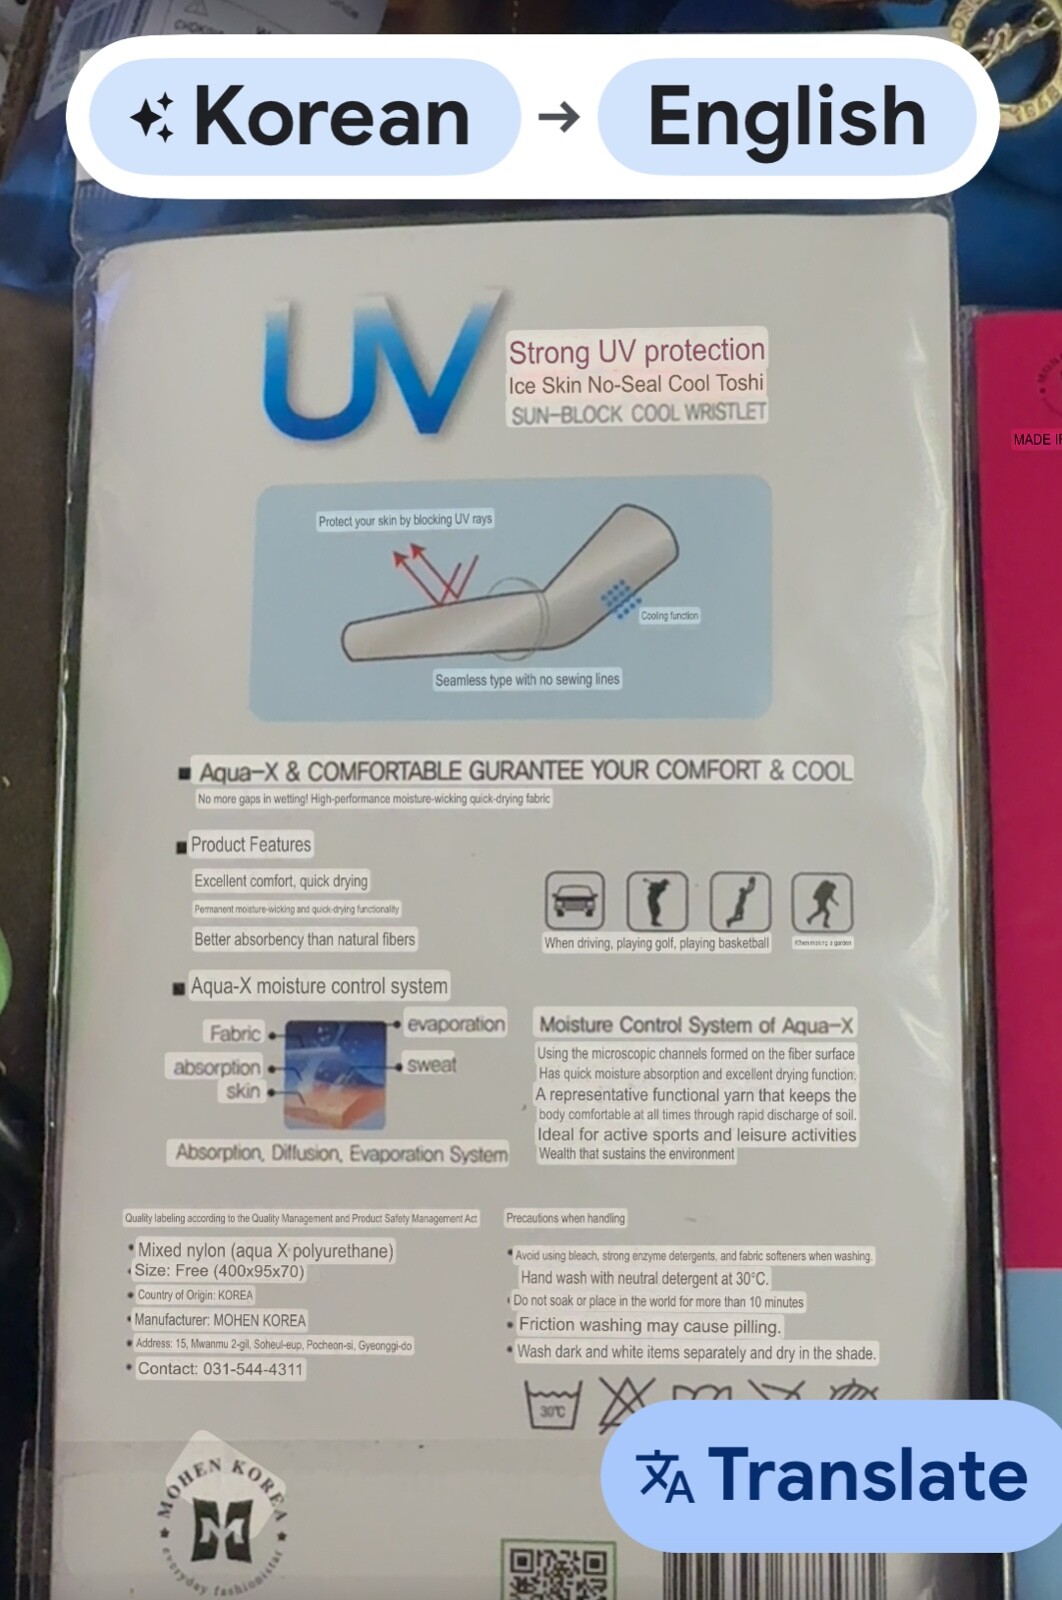 Korean → English
UV
Strong UV protection
Ice Skin No-Seal Cool Toshi
SUN-BLOCK COOL WRISTLET
MADE
Protect your skin by blocking UV rays
Cooling function
Seamless type with no sewing lines
Aqua-X & COMFORTABLE GURANTEE YOUR COMFORT & COOL
No more gaps in wetting! High-performance moisture-wicking quick-drying fabric
Product Features
Excellent comfort, quick drying
Permanent moisture-wicking and quick-drying functionality
Better absorbency than natural fibers
When driving, playing golf, playing basketball
Aqua-X moisture control system
Fabric
absorption
skin
evaporation
sweat
Absorption, Diffusion, Evaporation System
Moisture Control System of Aqua-X
Using the microscopic channels formed on the fiber surface
Has quick moisture absorption and excellent drying function.
A representative functional yarn that keeps the
body comfortable at all times through rapid discharge of soil.
Ideal for active sports and leisure activities
Wealth that sustains the environment
Quality labeling according to the Quality Management and Product Safety Management Act
Mixed nylon (aqua X polyurethane)
Size: Free (400x95x70)
Country of Origin: KOREA
Manufacturer: MOHEN KOREA
Address: 15, Mwanmu 2-gil, Soheul-eup, Pocheon-si, Gyeonggi-do
Contact: 031-544-4311
Precautions when handling
Avoid using bleach, strong enzyme detergents, and fabric softeners when washing.
Hand wash with neutral detergent at 30°C.
Do not soak or place in the world for more than 10 minutes
Friction washing may cause pilling.
Wash dark and white items separately and dry in the shade.
30℃
MOHEN KOREA
M
everyday fashionistar
Translate